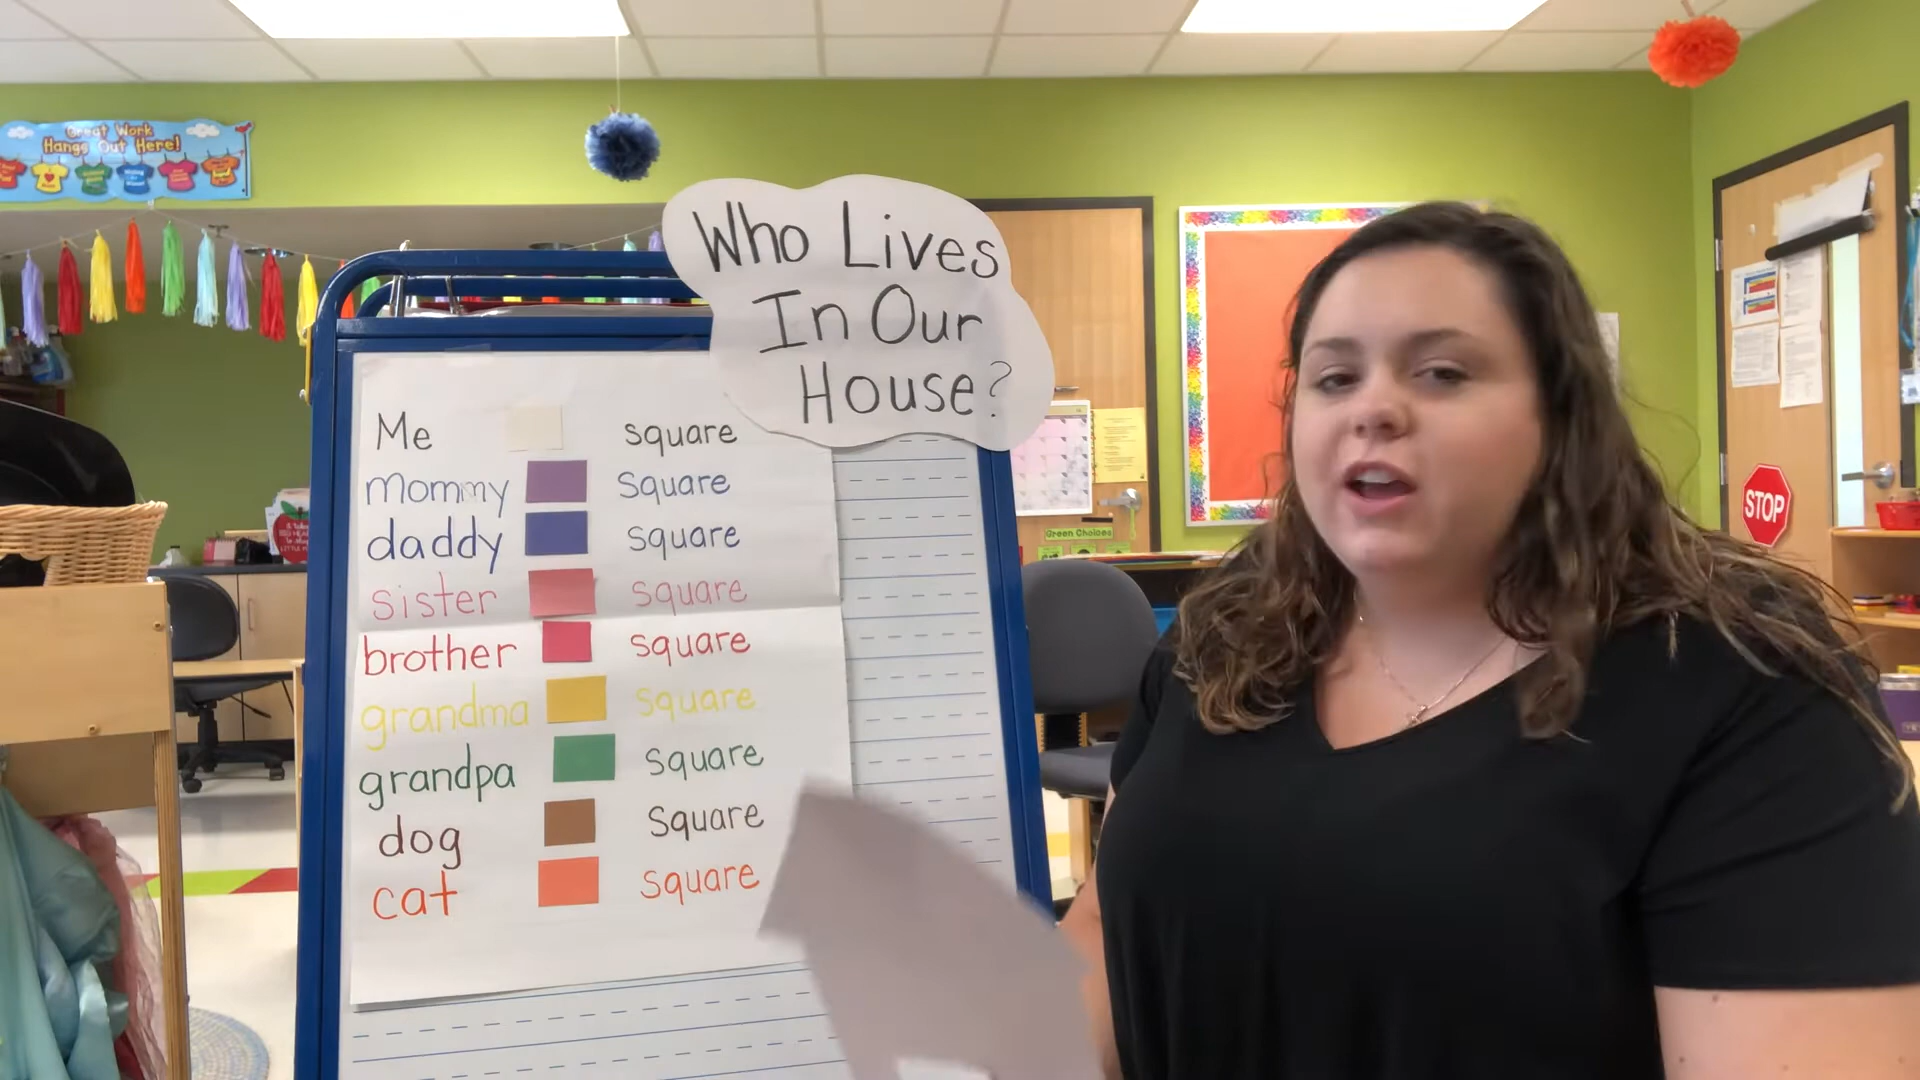 Great Work
Hangs Out Here!
Who Lives
In Our
House?
Me square
mommy square
daddy square
sister square
brother square
grandma square
grandpa square
dog square
cat square
Green Choices
STOP